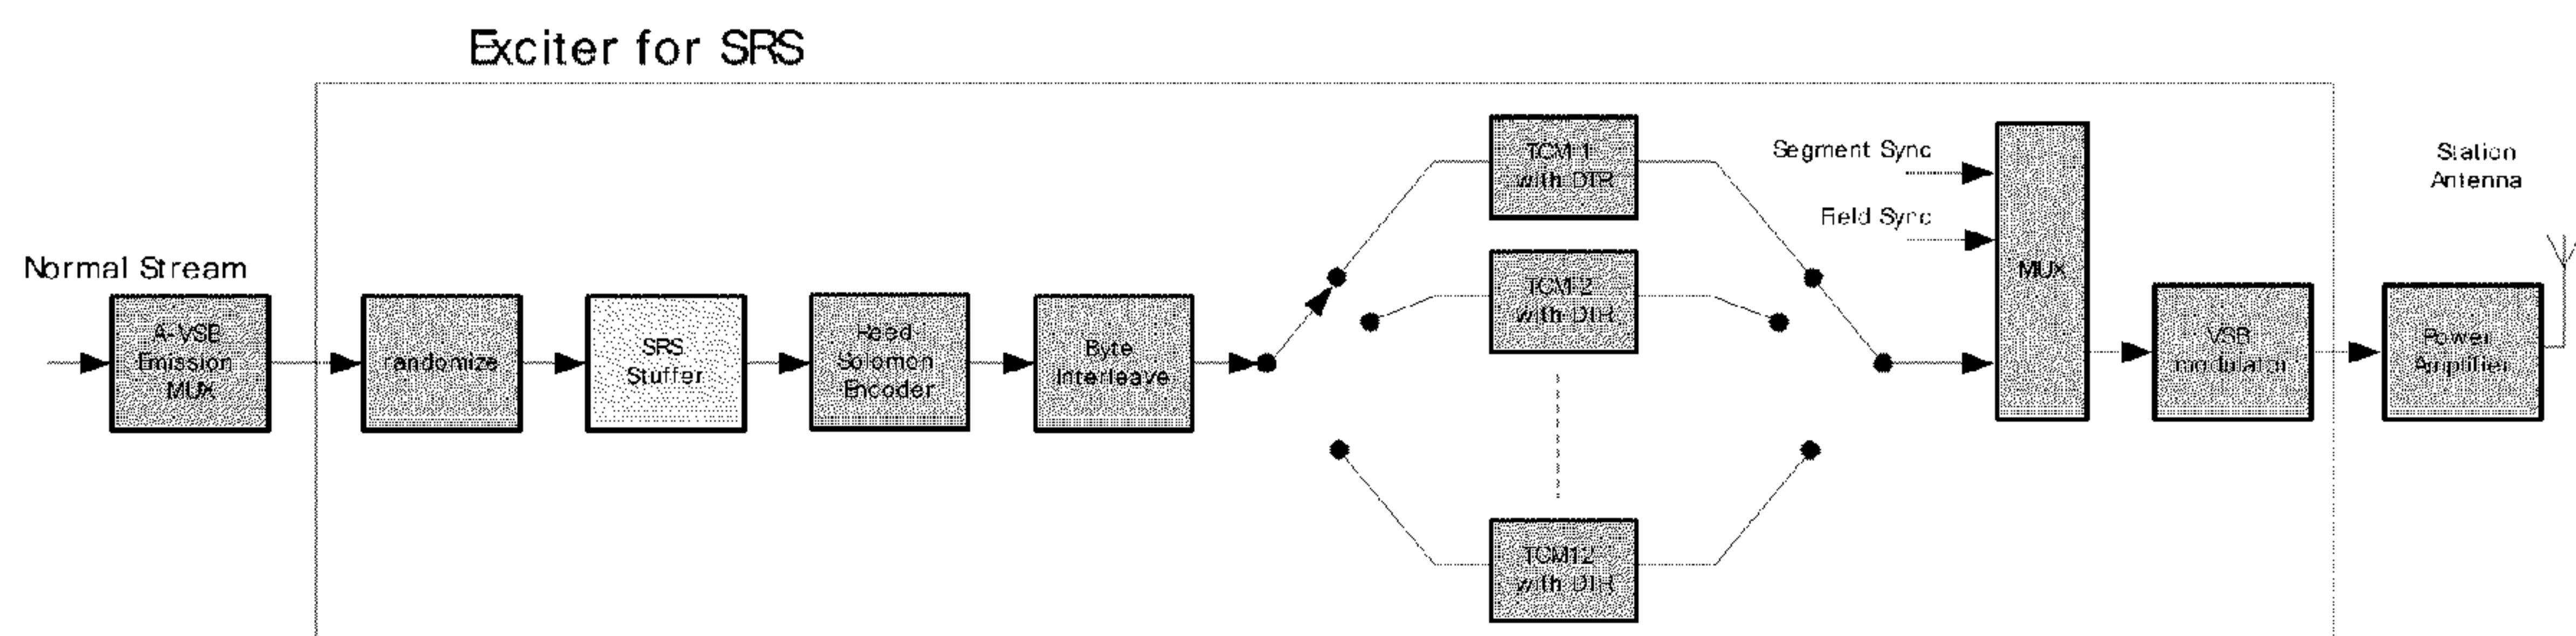 Exciter for SRS
Normal Stream
A-VSB
Emission
MUX
randomize
SRS
Stuffer
Reed
Solomon
Encoder
Byte
Interleave
TCM 1
with DTR
TCM 2
with DTR
TCM12
with DTR
Segment Sync
Field Sync
MUX
VSB
modulator
Power
Amplifier
Station
Antenna